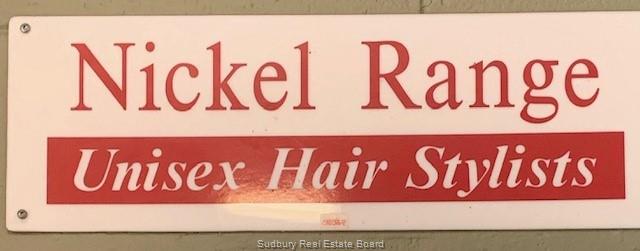 Nickel Range
Unisex Hair Stylists
Sudbury Real Estate Board